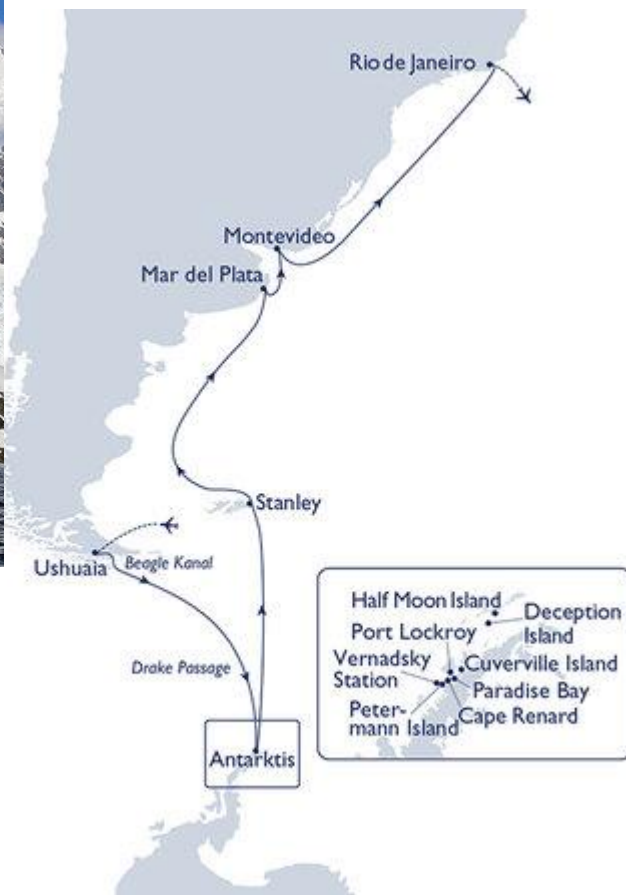 Rio de Janeiro
Montevideo
Mar del Plata
Stanley
Ushuaia
Beagle Kanal
Drake Passage
Antarktis
Half Moon Island
Deception
Island
Port Lockroy
Vernadsky
Station
Cuverville Island
Paradise Bay
Peter-
mann Island
Cape Renard